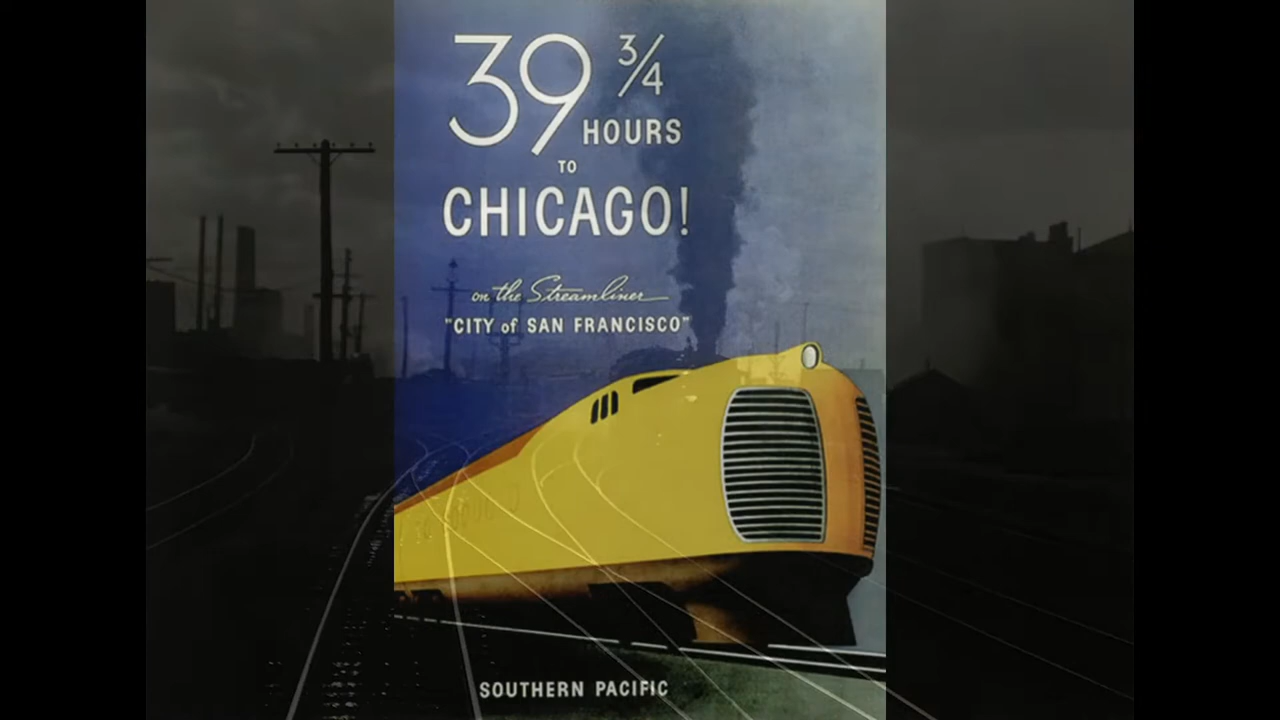 39 3/4
HOURS
TO
CHICAGO!
on the Streamliner
"CITY of SAN FRANCISCO"
SOUTHERN PACIFIC